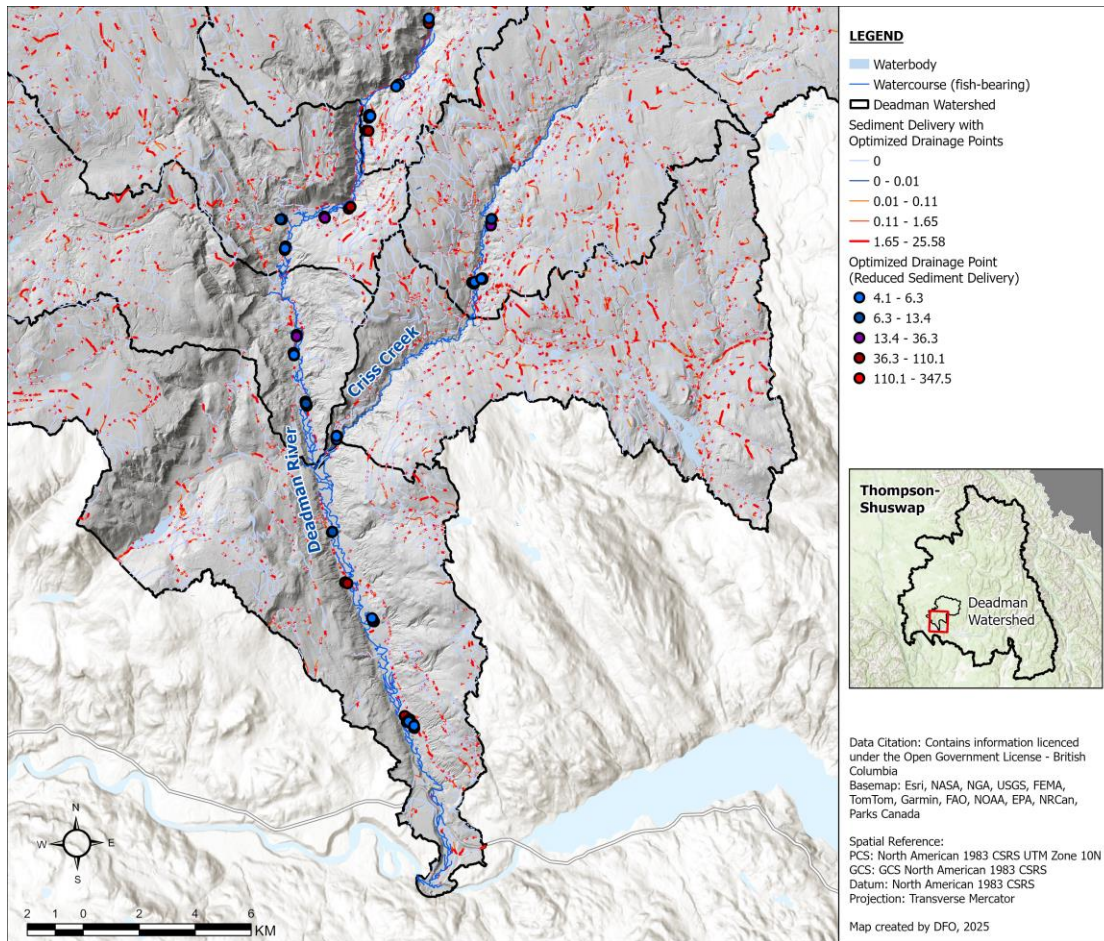 LEGEND
Waterbody
Watercourse (fish-bearing)
Deadman Watershed
Sediment Delivery with
Optimized Drainage Points
0
0 - 0.01
0.01 - 0.11
0.11 - 1.65
1.65 - 25.58
Optimized Drainage Point
(Reduced Sediment Delivery)
4.1 - 6.3
6.3 - 13.4
13.4 - 36.3
36.3 - 110.1
110.1 - 347.5
Criss Creek
Deadman River
Thompson-
Shuswap
Deadman
Watershed
Data Citation: Contains information licenced
under the Open Government License - British
Columbia
Basemap: Esri, NASA, NGA, USGS, FEMA,
TomTom, Garmin, FAO, NOAA, EPA, NRCan,
Parks Canada
Spatial Reference:
PCS: North American 1983 CSRS UTM Zone 10N
GCS: GCS North American 1983 CSRS
Datum: North American 1983 CSRS
Projection: Transverse Mercator
Map created by DFO, 2025
N
W E
S
2 1 0 2 4 6
KM